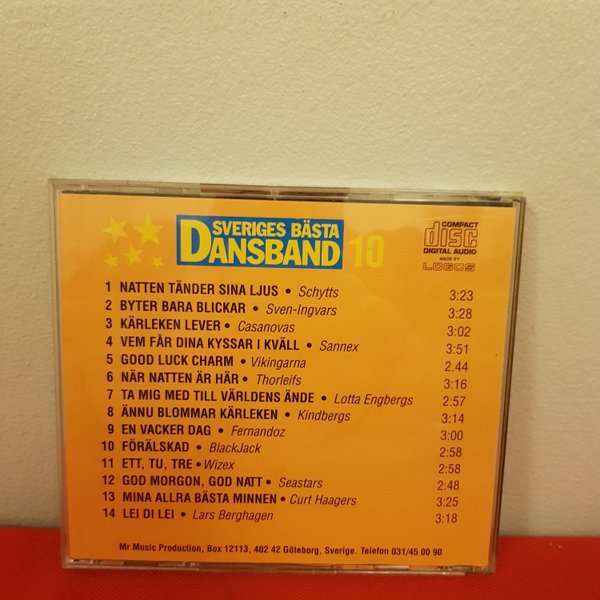 SVERIGES BÄSTA
DANSBAND 10
COMPACT
disc
DIGITAL AUDIO
MADE BY
LOGOS
1 NATTEN TÄNDER SINA LJUS • Schytts 3:23
2 BYTER BARA BLICKAR • Sven-Ingvars 3:28
3 KÄRLEKEN LEVER • Casanovas 3:02
4 VEM FÅR DINA KYSSAR I KVÄLL • Sannex 3:51
5 GOOD LUCK CHARM • Vikingarna 2.44
6 NÄR NATTEN ÄR HÄR • Thorleifs 3:16
7 TA MIG MED TILL VÄRLDENS ÄNDE • Lotta Engbergs 2:57
8 ÄNNU BLOMMAR KÄRLEKEN • Kindbergs 3:14
9 EN VACKER DAG • Fernandoz 3:00
10 FÖRÄLSKAD • BlackJack 2:58
11 ETT, TU, TRE • Wizex 2:58
12 GOD MORGON, GOD NATT • Seastars 2:48
13 MINA ALLRA BÄSTA MINNEN • Curt Haagers 3:25
14 LEI DI LEI • Lars Berghagen 3:18
Mr Music Production, Box 12113, 402 42 Göteborg, Sverige. Telefon 031/45 00 90